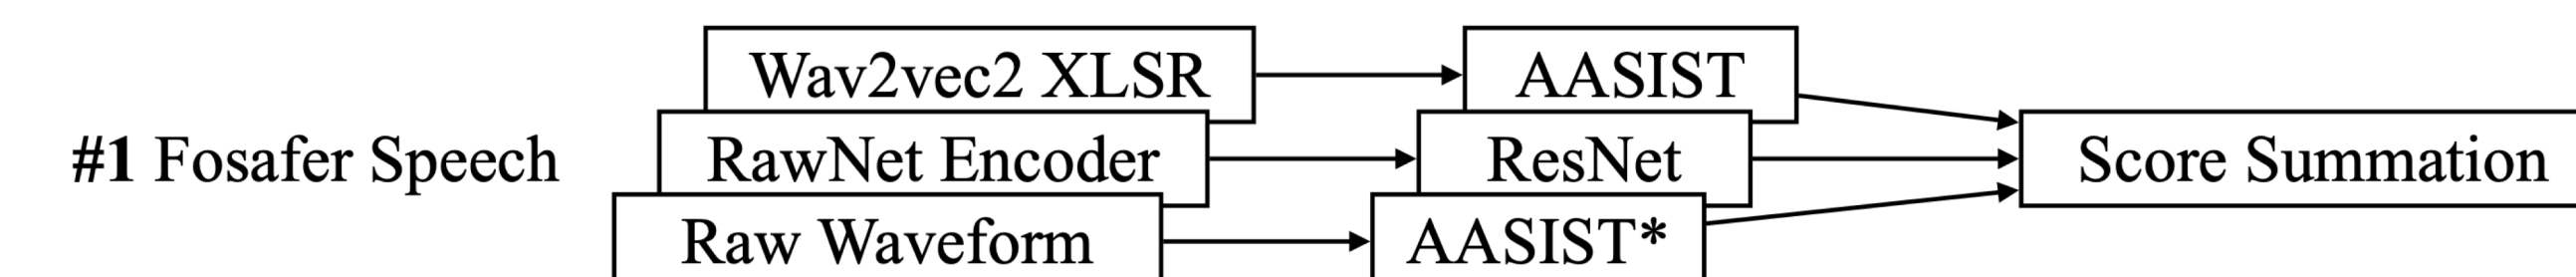 Wav2vec2 XLSR AASIST
#1 Fosafer Speech RawNet Encoder ResNet Score Summation
Raw Waveform AASIST*